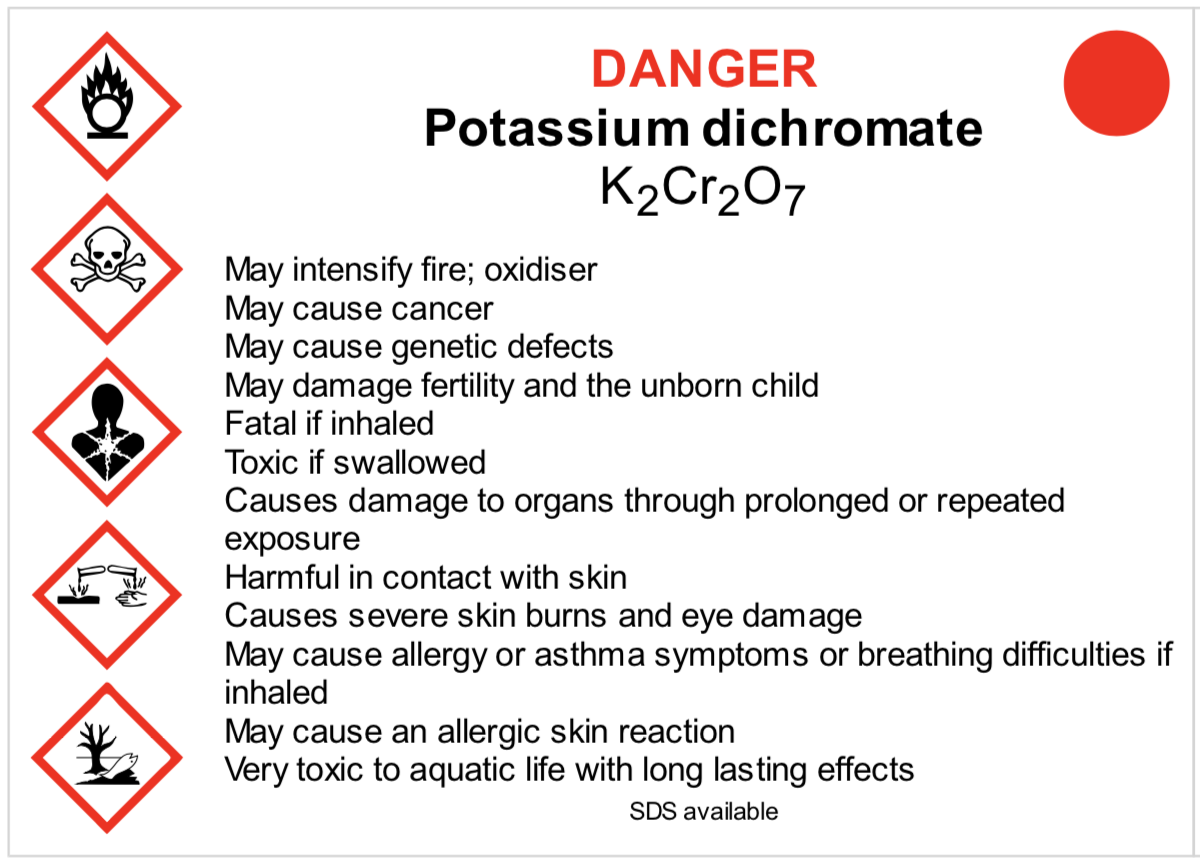 DANGER
Potassium dichromate
K₂Cr₂O₇
May intensify fire; oxidiser
May cause cancer
May cause genetic defects
May damage fertility and the unborn child
Fatal if inhaled
Toxic if swallowed
Causes damage to organs through prolonged or repeated
exposure
Harmful in contact with skin
Causes severe skin burns and eye damage
May cause allergy or asthma symptoms or breathing difficulties if
inhaled
May cause an allergic skin reaction
Very toxic to aquatic life with long lasting effects
SDS available